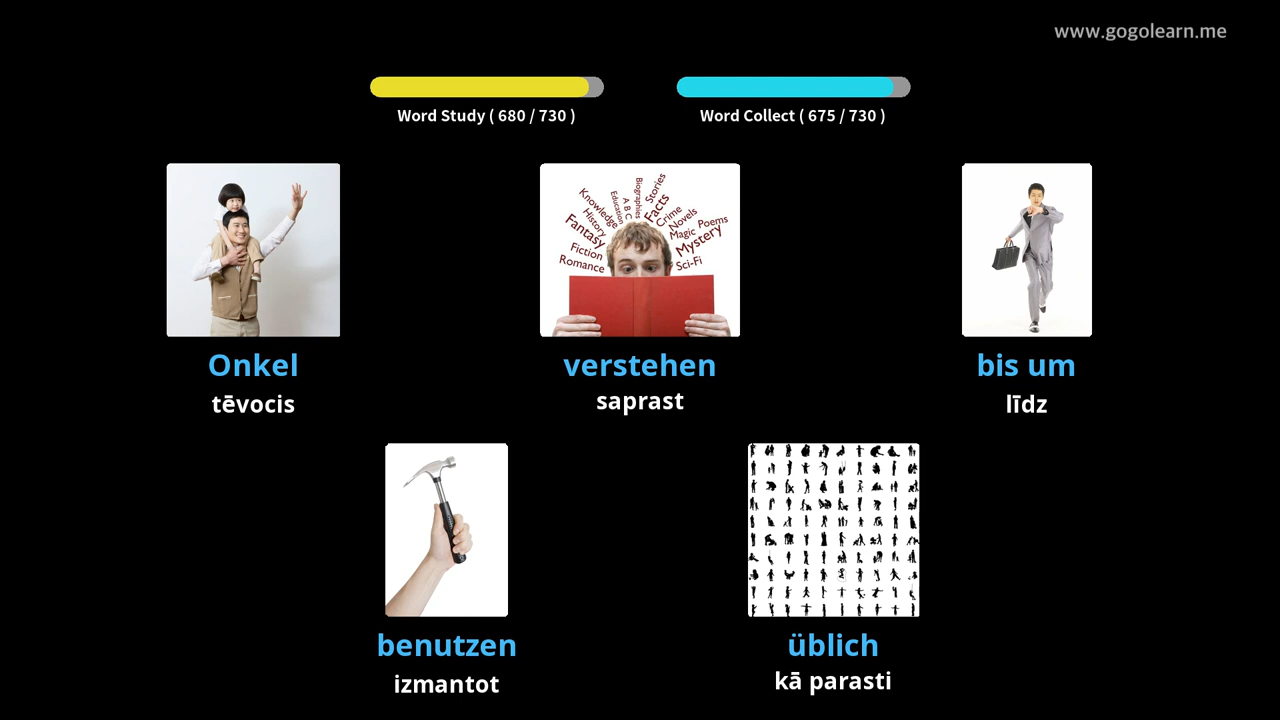 www.gogolearn.me
Word Study ( 680 / 730 )
Word Collect ( 675 / 730 )
Biographies
Stories
Education
A B C
Facts
Knowledge
Crime
History
Novels
Poems
Fantasy
Magic
Mystery
Fiction
Romance
Sci-Fi
Onkel
tēvocis
verstehen
saprast
bis um
līdz
benutzen
izmantot
üblich
kā parasti